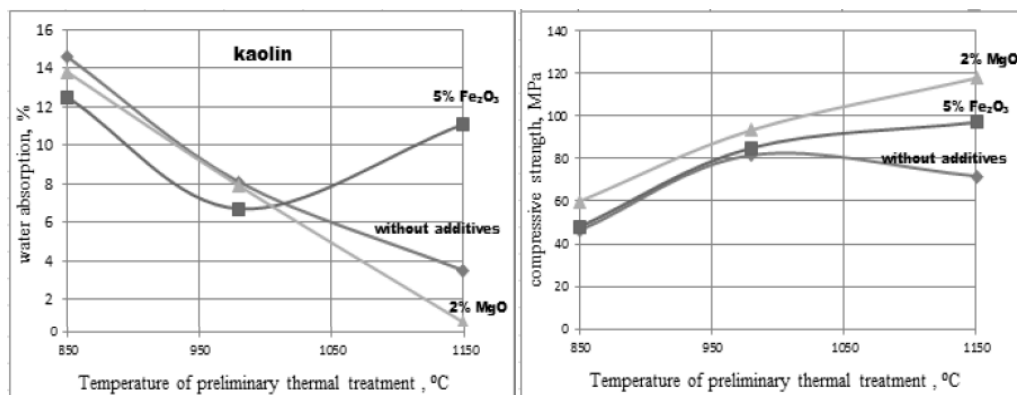 16
14
12
10
8
6
4
2
0
water absorption, %
kaolin
5% Fe₂O₃
without additives
2% MgO
850
950
1050
1150
Temperature of preliminary thermal treatment , ⁰C
140
120
100
80
60
40
20
0
compressive strength, MPa
2% MgO
5% Fe₂O₃
without additives
850
950
1050
1150
Temperature of preliminary thermal treatment , ⁰C